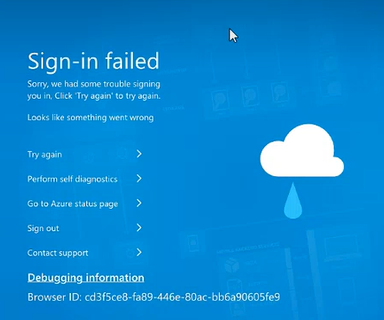 Sign-in failed
Sorry, we had some trouble signing
you in, Click 'Try again' to try again.
Looks like something went wrong
Try again
Perform self diagnostics
Go to Azure status page
Sign out
Contact support
Debugging information
Browser ID: cd3f5ce8-fa89-446e-80ac-bb6a90605fe9